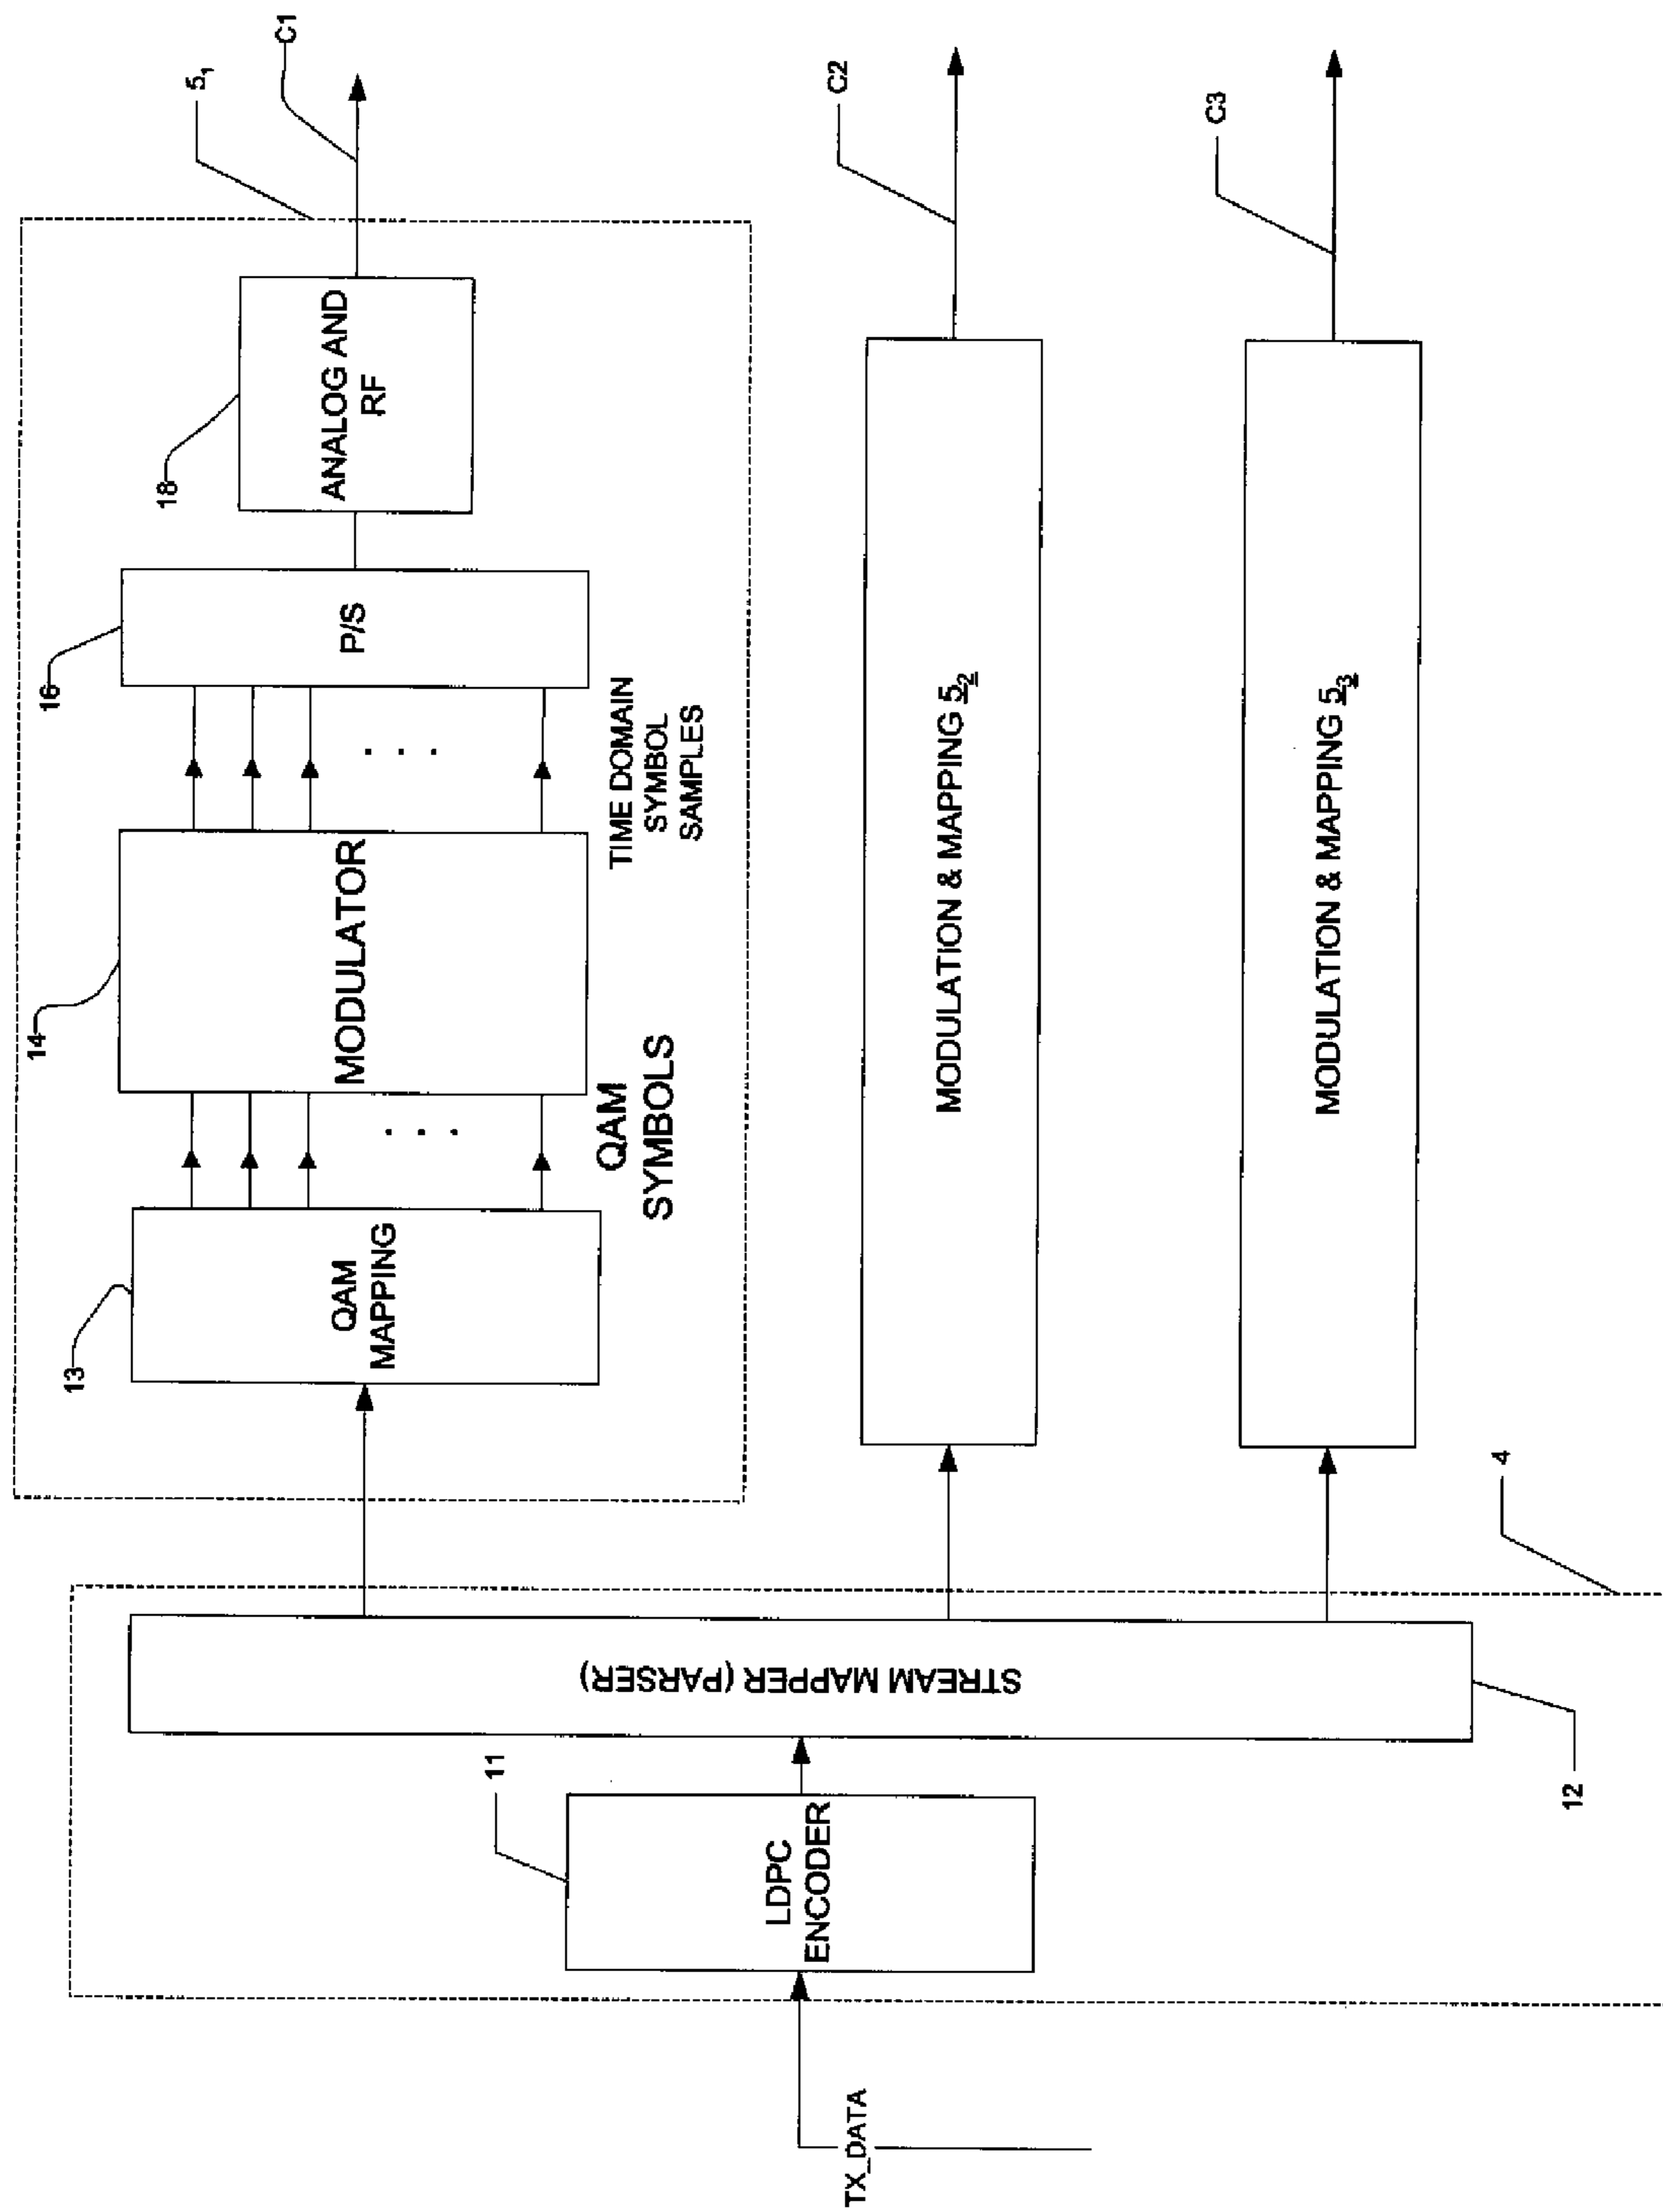 TX_DATA
11
LDPC
ENCODER
STREAM MAPPER (PARSER)
12
4
13
QAM
MAPPING
QAM
SYMBOLS
14
MODULATOR
TIME DOMAIN
SYMBOL
SAMPLES
16
P/S
18
ANALOG AND
RF
5₁
C1
MODULATION & MAPPING 5₂
C2
MODULATION & MAPPING 5₃
C3